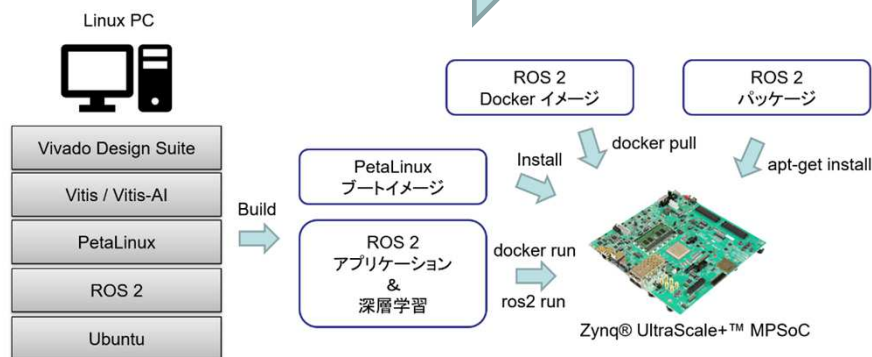 Linux PC
Vivado Design Suite
Vitis / Vitis-AI
PetaLinux
ROS 2
Ubuntu
Build
PetaLinux
ブートイメージ
ROS 2
アプリケーション
&
深層学習
ROS 2
Docker イメージ
ROS 2
パッケージ
Install
docker pull
apt-get install
docker run
ros2 run
Zynq® UltraScale+™ MPSoC